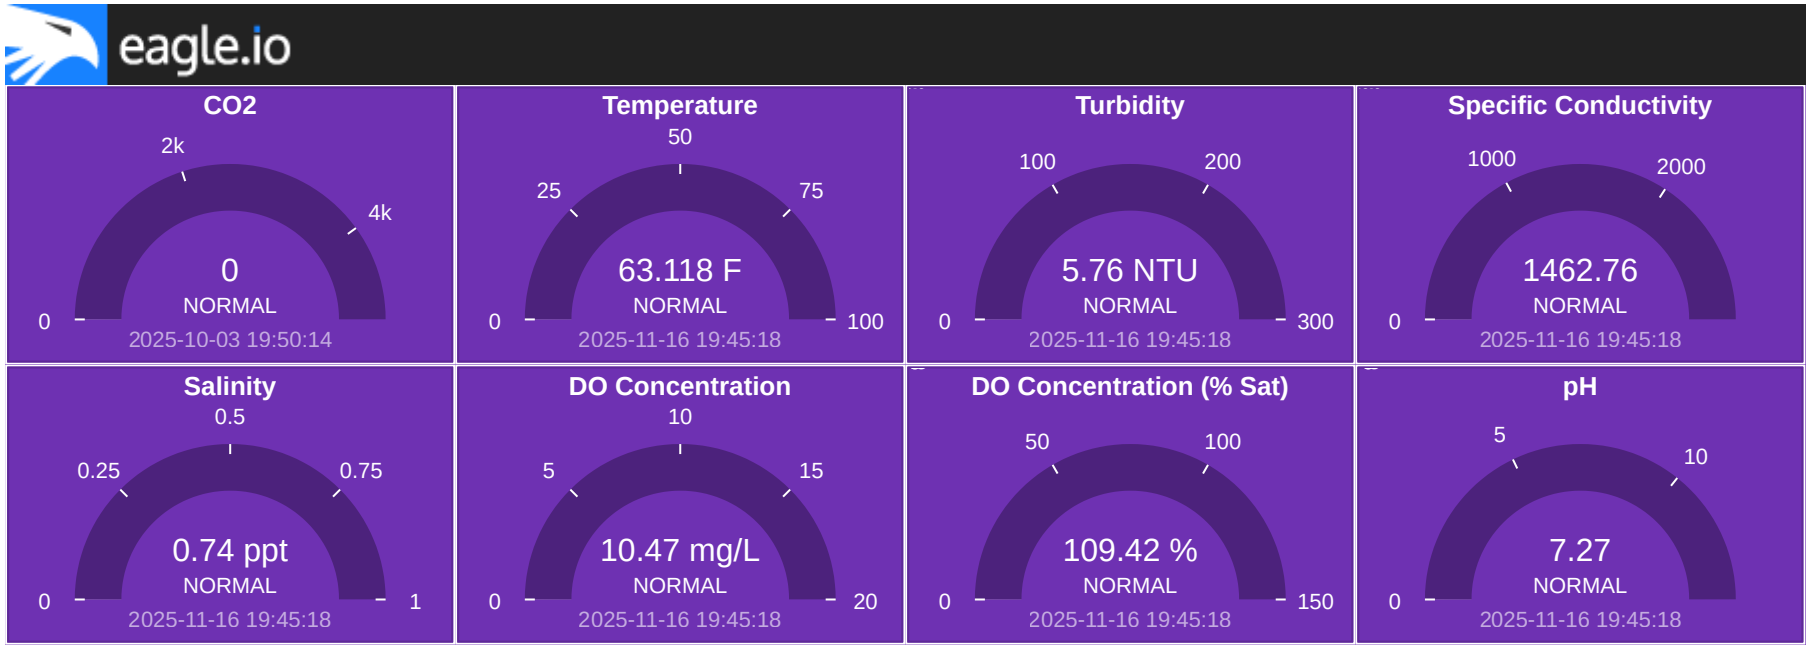 eagle.io
CO2
2k
4k
0
0
NORMAL
2025-10-03 19:50:14
Temperature
50
25
75
63.118 F
NORMAL
0
100
2025-11-16 19:45:18
Turbidity
100
200
5.76 NTU
NORMAL
0
300
2025-11-16 19:45:18
Specific Conductivity
1000
2000
1462.76
NORMAL
0
2025-11-16 19:45:18
Salinity
0.5
0.25
0.75
0.74 ppt
NORMAL
0
1
2025-11-16 19:45:18
DO Concentration
10
5
15
10.47 mg/L
NORMAL
0
20
2025-11-16 19:45:18
DO Concentration (% Sat)
50
100
109.42 %
NORMAL
0
150
2025-11-16 19:45:18
pH
5
10
7.27
NORMAL
0
2025-11-16 19:45:18